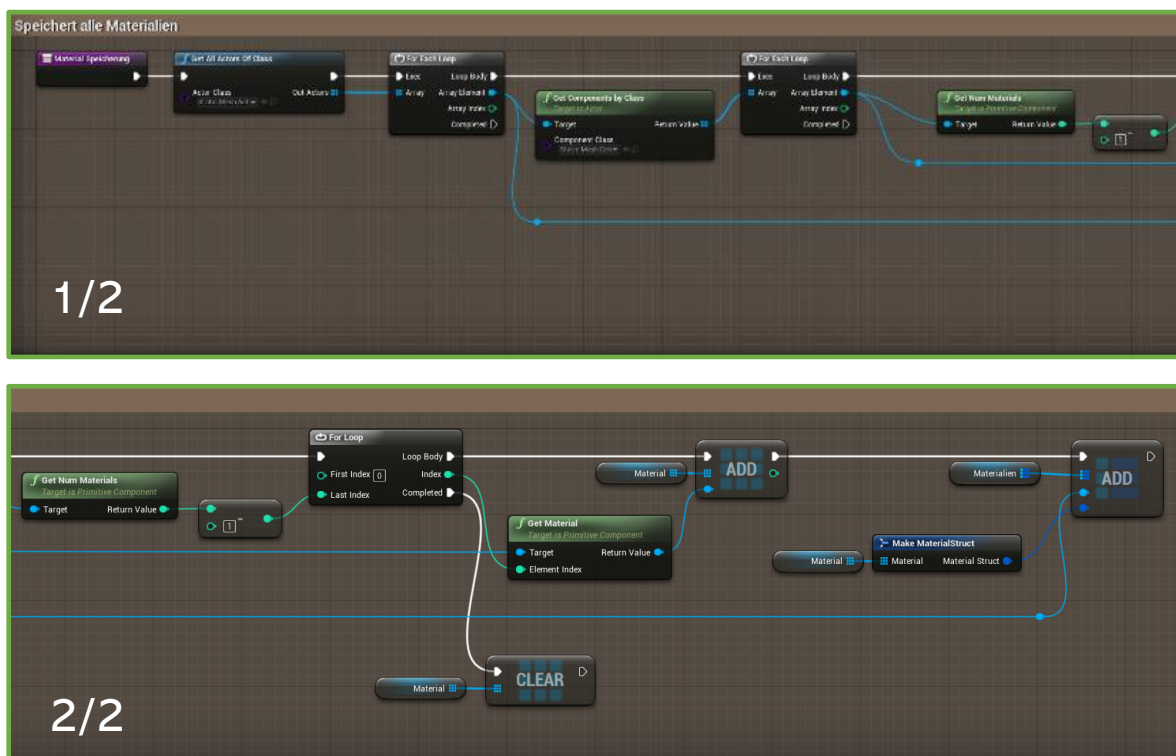 Speichert alle Materialien
Material Speicherung
Get All Actors Of Class
Actor Class
Out Actors
For Each Loop
Exec
Loop Body
Array
Array Element
Array Index
Completed
Get Components by Class
Target is Actor
Target
Return Value
Component Class
For Each Loop
Exec
Loop Body
Array
Array Element
Array Index
Completed
Get Num Materials
Target is Primitive Component
Target
Return Value
1
1/2
Get Num Materials
Target is Primitive Component
Target
Return Value
1
For Loop
Loop Body
First Index 0
Index
Last Index
Completed
Get Material
Target is Primitive Component
Target
Return Value
Element Index
Material
ADD
Material
CLEAR
Materialien
ADD
Material
Make MaterialStruct
Material
Material Struct
2/2